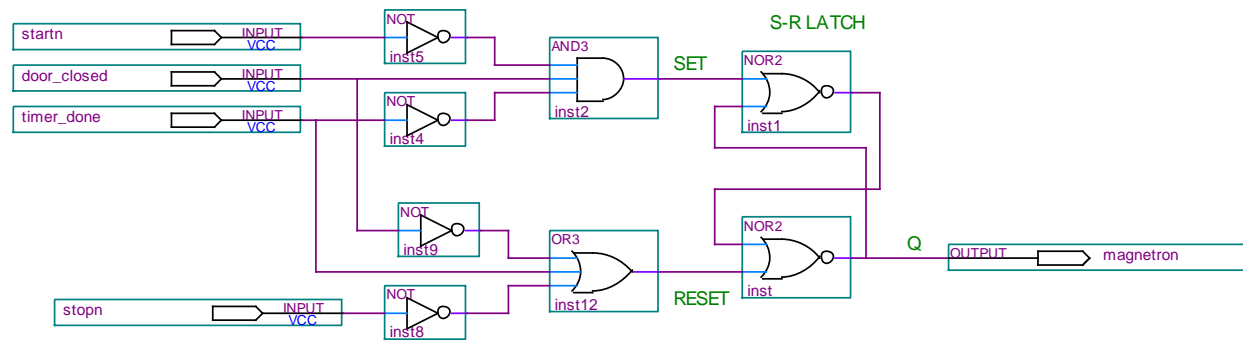 S-R LATCH
NOT
startn
INPUT
VCC
inst5
AND3
SET
NOR2
door_closed
INPUT
VCC
timer_done
INPUT
VCC
NOT
inst4
inst2
inst1
NOT
inst9
OR3
NOR2
Q
OUTPUT
magnetron
stopn
INPUT
VCC
NOT
inst8
inst12
RESET
inst